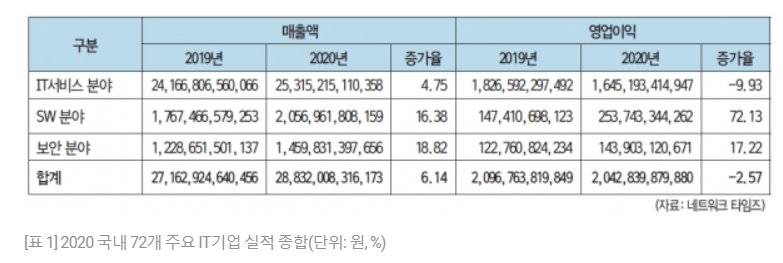 구분 매출액 영업이익
2019년 2020년 증가율 2019년 2020년 증가율
IT서비스 분야 24,166,806,560,066 25,315,215,110,358 4.75 1,826,592,297,492 1,645,193,414,947 -9.93
SW 분야 1,767,466,579,253 2,056,961,808,159 16.38 147,410,698,123 253,743,344,262 72.13
보안 분야 1,228,651,501,137 1,459,831,397,656 18.82 122,760,824,234 143,903,120,671 17.22
합계 27,162,924,640,456 28,832,008,316,173 6.14 2,096,763,819,849 2,042,839,879,880 -2.57
(자료: 네트워크 타임즈)
[표 1] 2020 국내 72개 주요 IT기업 실적 종합(단위: 원, %)